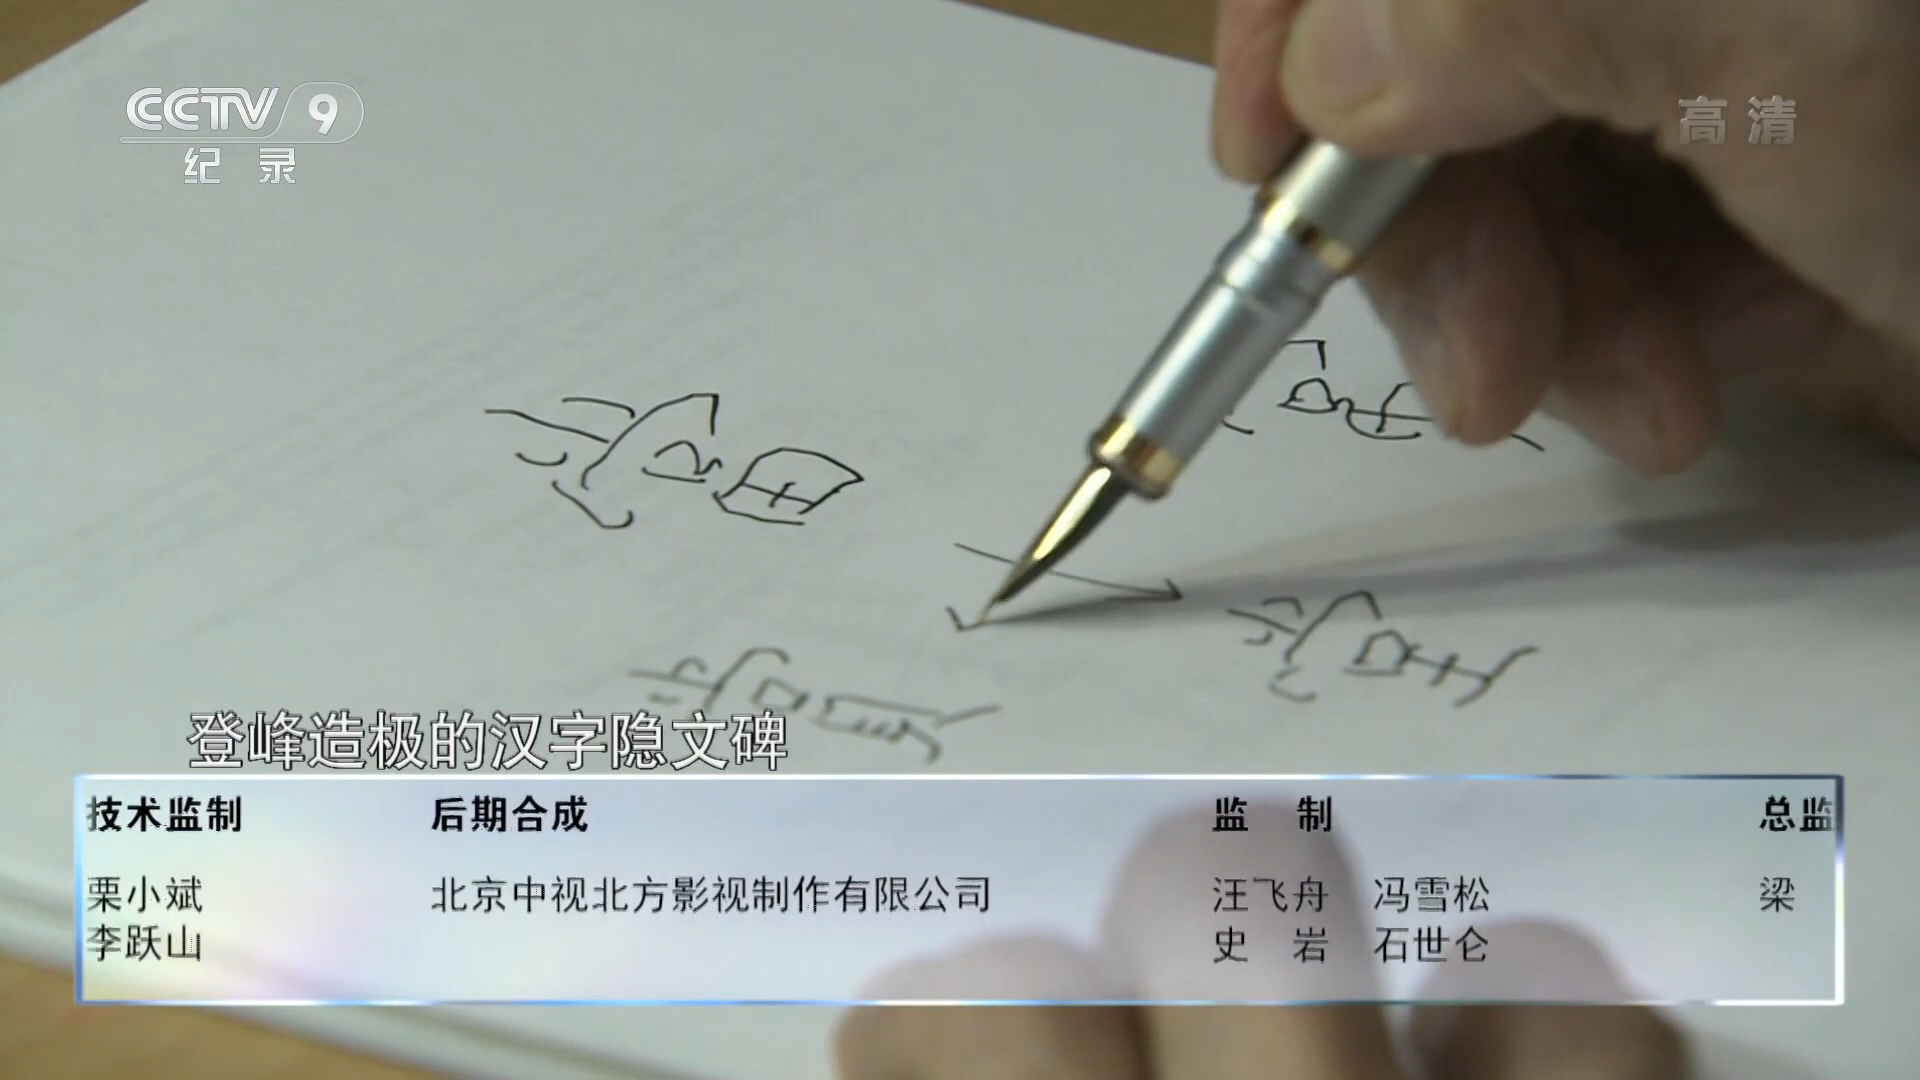 CCTV 9
纪录
高清
登峰造极的汉字隐文碑
技术监制 后期合成 监 制 总监
栗小斌 北京中视北方影视制作有限公司 汪飞舟 冯雪松 梁
李跃山 史 岩 石世仑